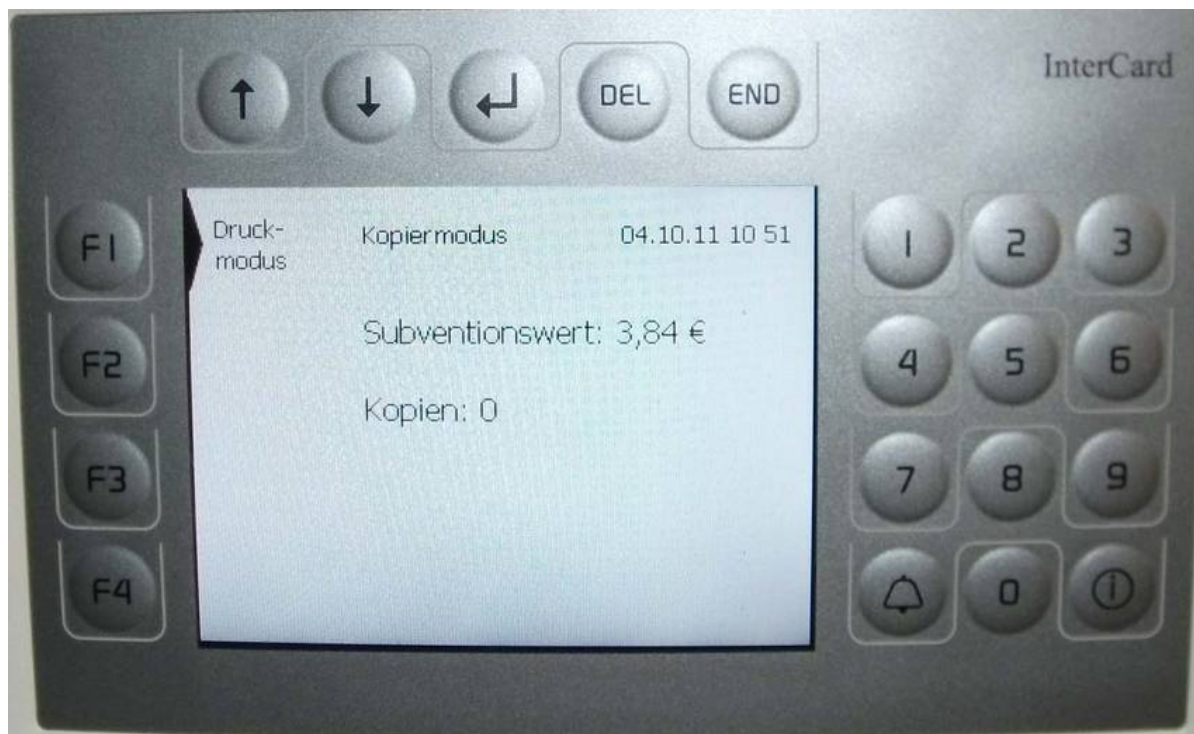 InterCard
↑ ↓ ↵ DEL END
F1
F2
F3
F4
Druck-
modus
Kopiermodus 04.10.11 10 51
Subventionswert: 3,84 €
Kopien: 0
1 2 3
4 5 6
7 8 9
0 i